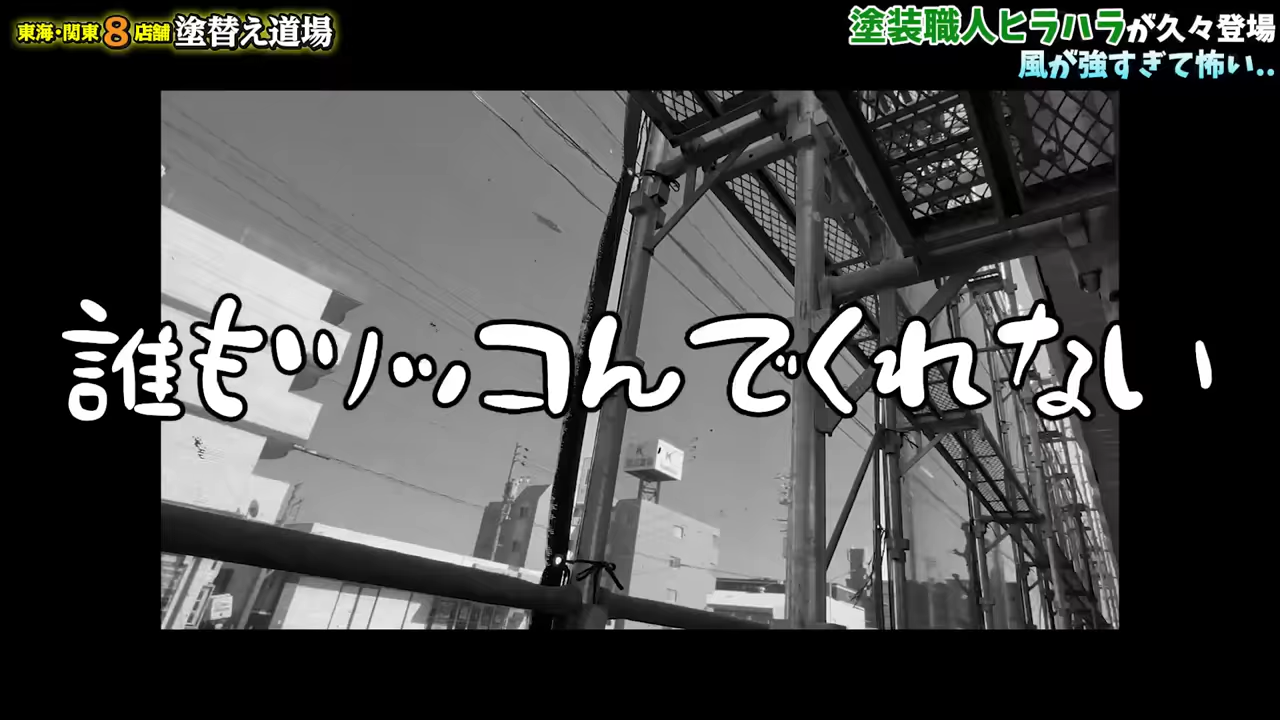 東海・関東8店舗塗替え道場
塗装職人ヒラハラが久々登場
風が強すぎて怖い..
誰もツッコんでくれない
K